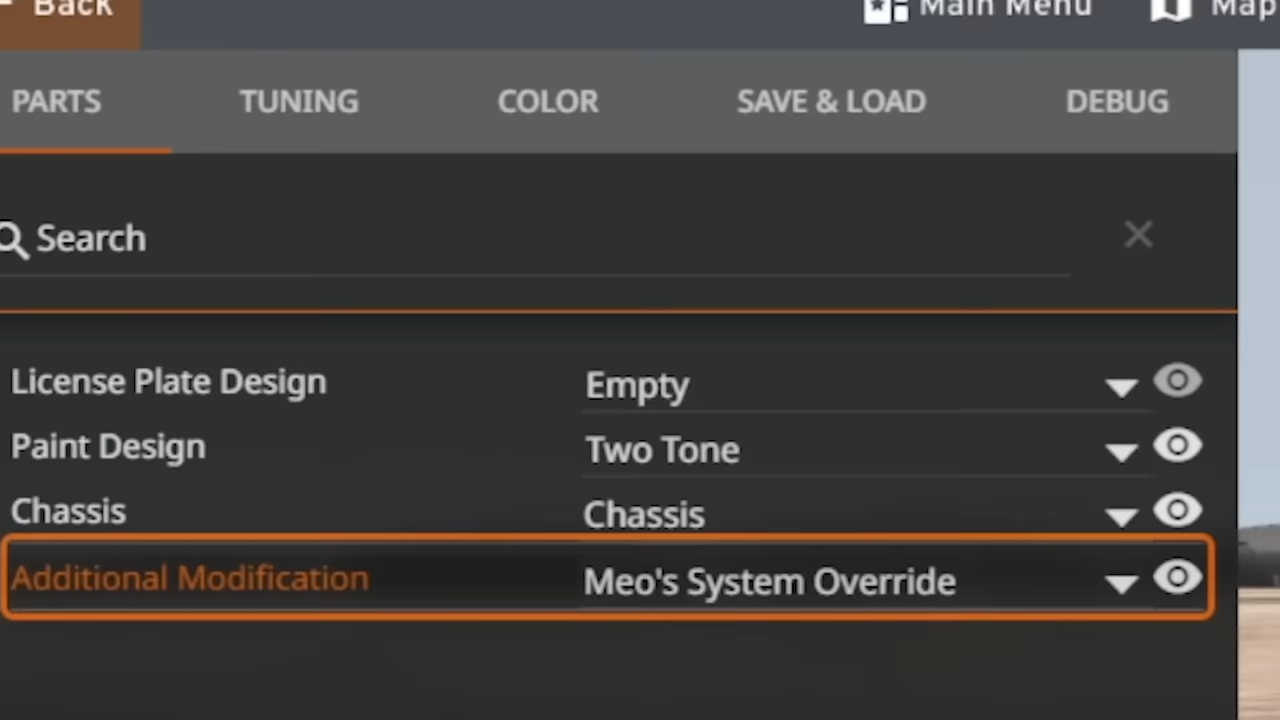 Back Main Menu Map
PARTS TUNING COLOR SAVE & LOAD DEBUG
Search
License Plate Design Empty
Paint Design Two Tone
Chassis Chassis
Additional Modification Meo's System Override